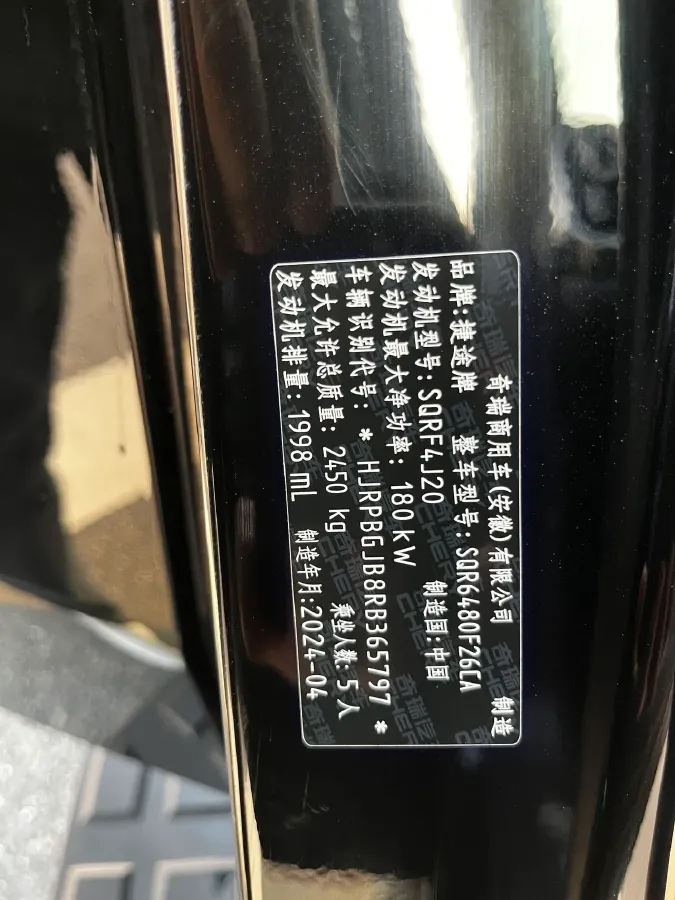 奇瑞商用车(安徽)有限公司 制造
品牌:捷途牌 整车型号:SQR6480F26CA
发动机型号:SQRF4J20 制造国:中国
发动机最大净功率: 180 kW
车辆识别代号: * HJRPBGJB8RB365797 *
最大允许总质量: 2450 kg 乘坐人数:5 人
发动机排量: 1998 mL 制造年月:2024-04